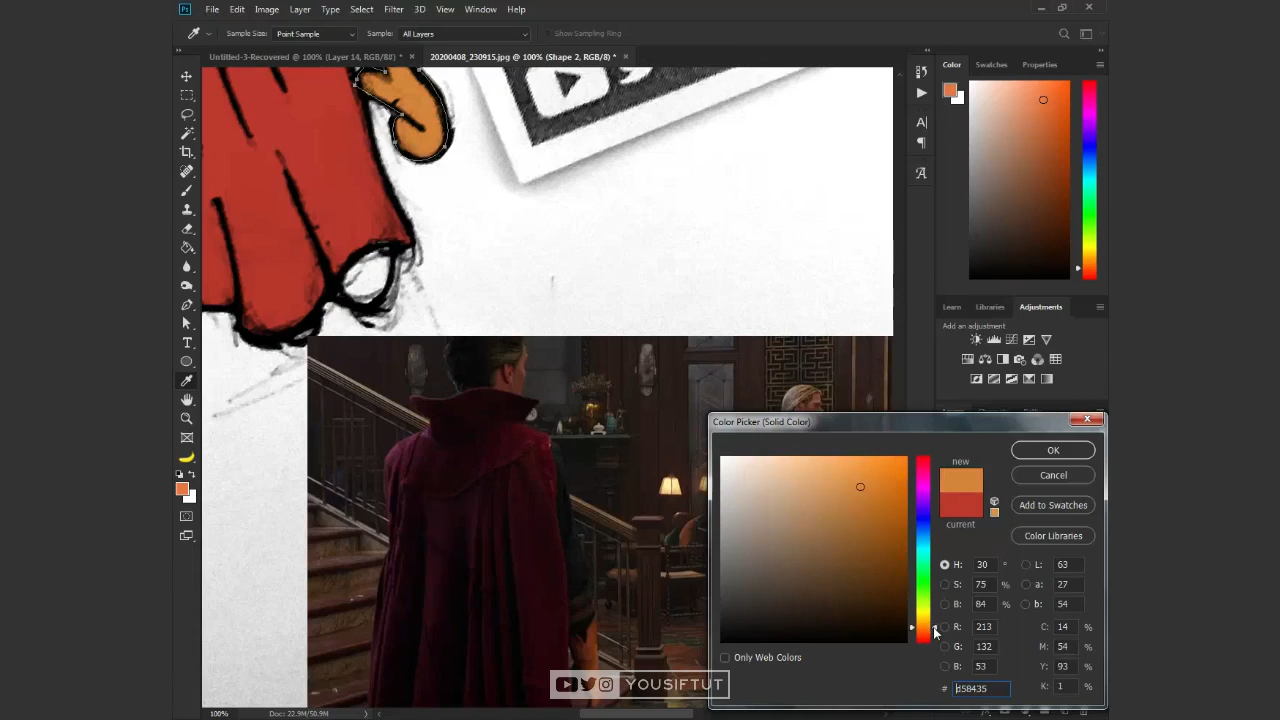 Ps File Edit Image Layer Type Select Filter 3D View Window Help
Sample Size: Point Sample Sample: All Layers Show Sampling Ring
Untitled-3-Recovered @ 100% (Layer 14, RGB/8#) * × 20200408_230915.jpg @ 100% (Shape 2, RGB/8) * ×
Color Swatches Properties
Learn Libraries Adjustments
Add an adjustment
Color Picker (Solid Color)
new
current
OK
Cancel
Add to Swatches
Color Libraries
H: 30 ° L: 63
S: 75 % a: 27
B: 84 % b: 54
R: 213 C: 14 %
G: 132 M: 54 %
B: 53 Y: 93 %
# d58435 K: 1 %
Only Web Colors
YOUSIFTUT
100% Doc: 22.9M/50.9M